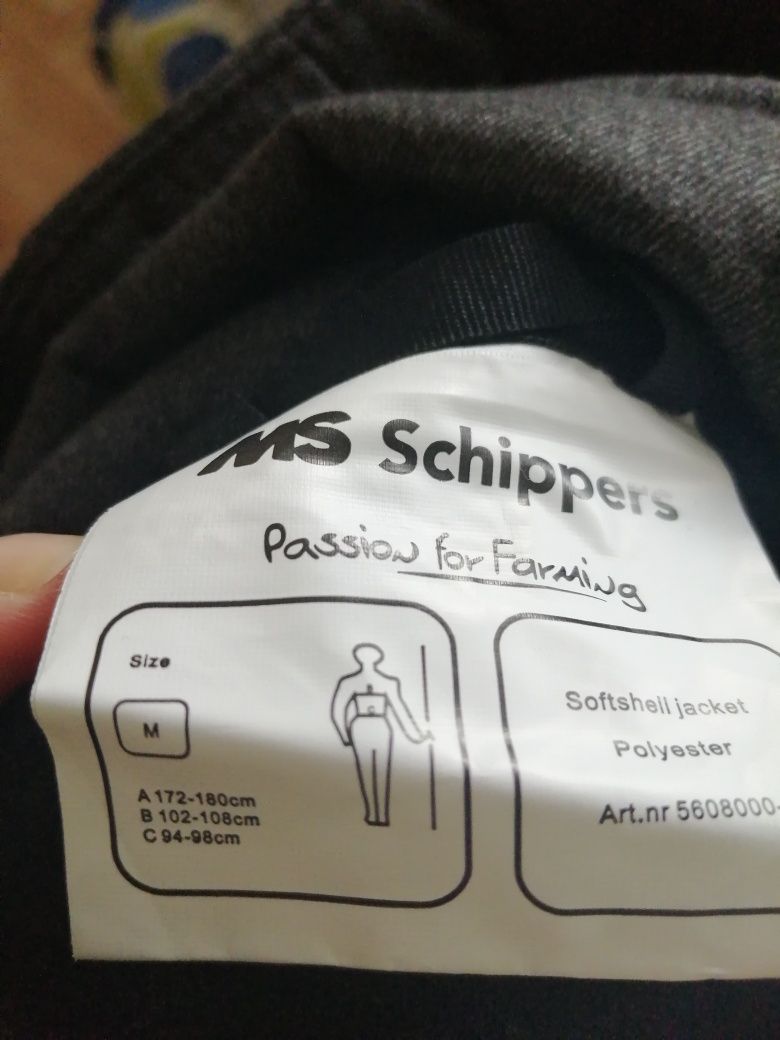 MS Schippers
Passion for Farming
Size
M
A 172-180cm
B 102-108cm
C 94-98cm
Softshell jacket
Polyester
Art.nr 5608000-